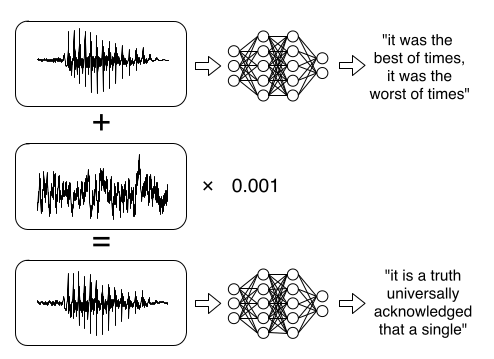 "it was the
best of times,
it was the
worst of times"
+
× 0.001
=
"it is a truth
universally
acknowledged
that a single"